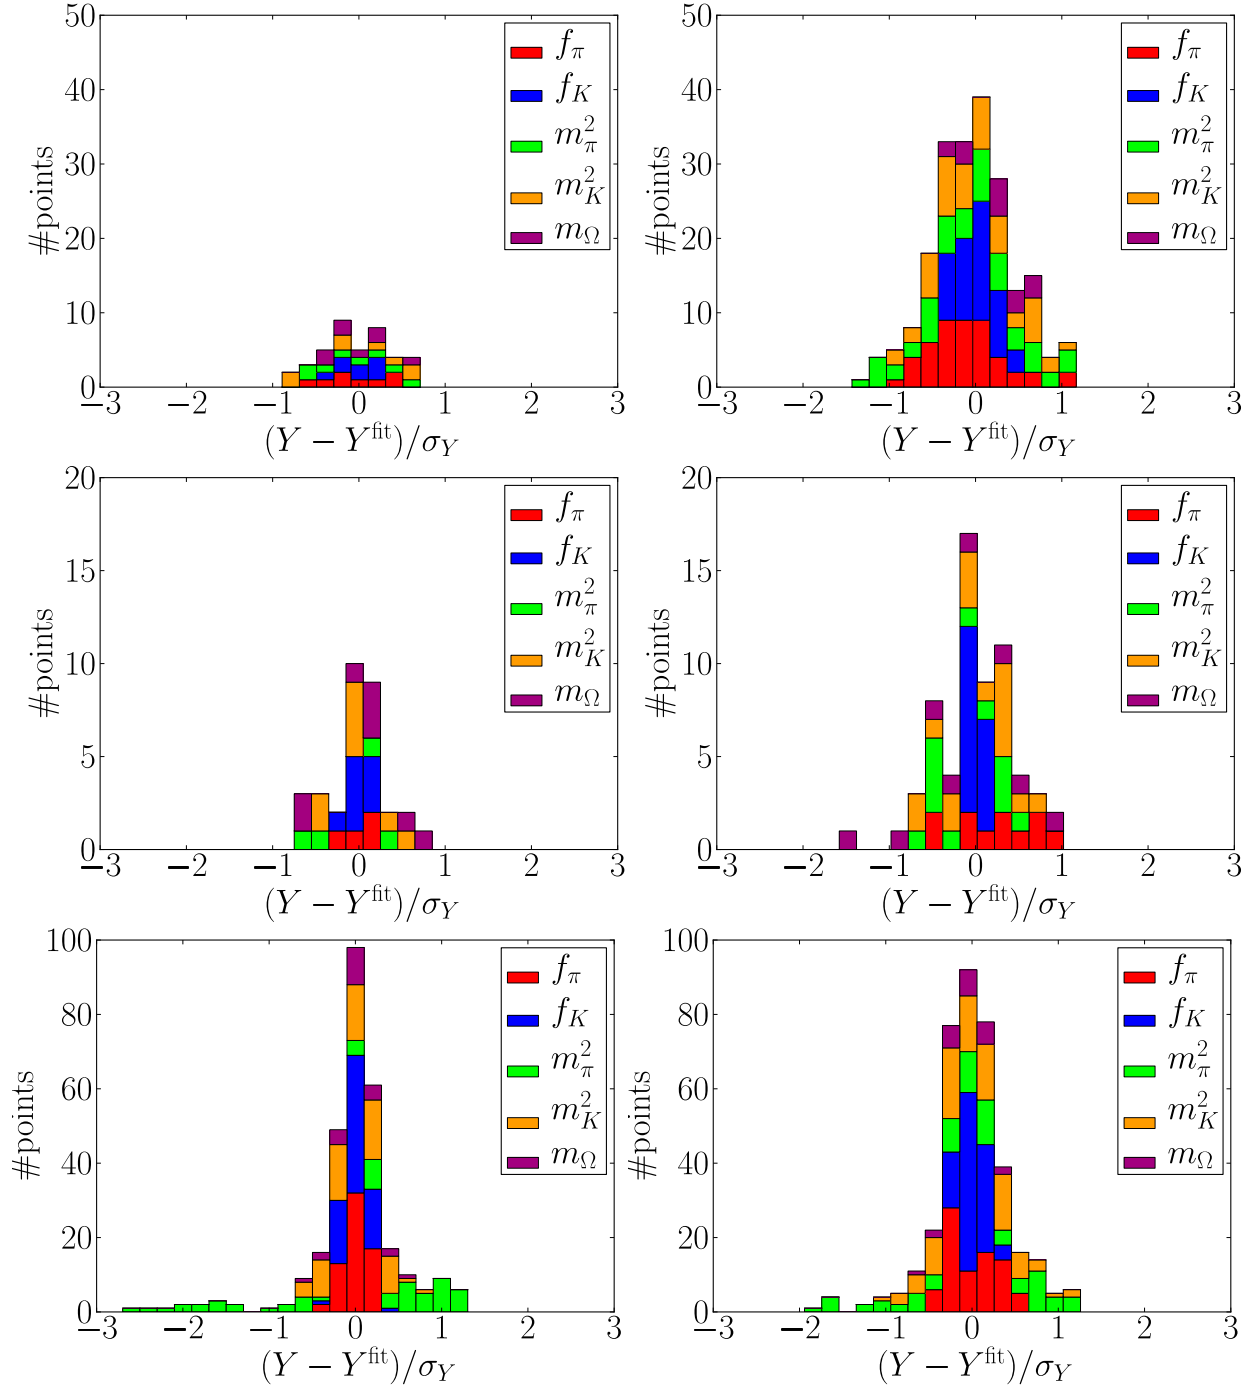 50
40
30
20
10
0
#points
−3 −2 −1 0 1 2 3
(Y − Y^fit)/σ_Y
f_π
f_K
m_π^2
m_K^2
m_Ω
50
40
30
20
10
0
#points
−3 −2 −1 0 1 2 3
(Y − Y^fit)/σ_Y
f_π
f_K
m_π^2
m_K^2
m_Ω
20
15
10
5
0
#points
−3 −2 −1 0 1 2 3
(Y − Y^fit)/σ_Y
f_π
f_K
m_π^2
m_K^2
m_Ω
20
15
10
5
0
#points
−3 −2 −1 0 1 2 3
(Y − Y^fit)/σ_Y
f_π
f_K
m_π^2
m_K^2
m_Ω
100
80
60
40
20
0
#points
−3 −2 −1 0 1 2 3
(Y − Y^fit)/σ_Y
f_π
f_K
m_π^2
m_K^2
m_Ω
100
80
60
40
20
0
#points
−3 −2 −1 0 1 2 3
(Y − Y^fit)/σ_Y
f_π
f_K
m_π^2
m_K^2
m_Ω